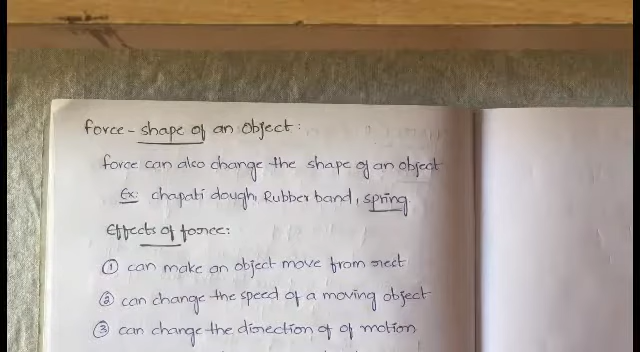 force - shape of an object:
force can also change the shape of an object
Ex: chapati dough, Rubber band, spring
Effects of force:
① can make an object move from rest
② can change the speed of a moving object
③ can change the direction of of motion